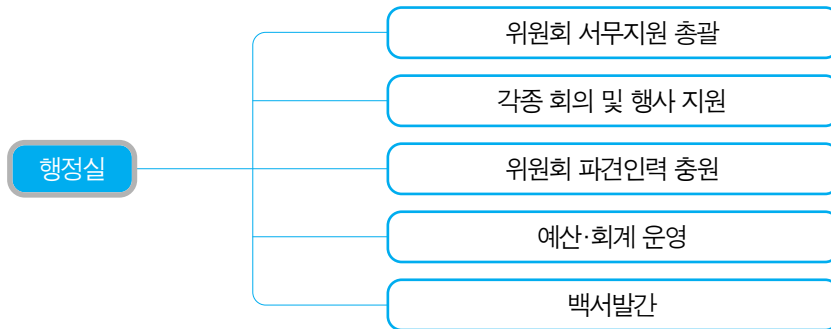 행정실
위원회 서무지원 총괄
각종 회의 및 행사 지원
위원회 파견인력 충원
예산·회계 운영
백서발간